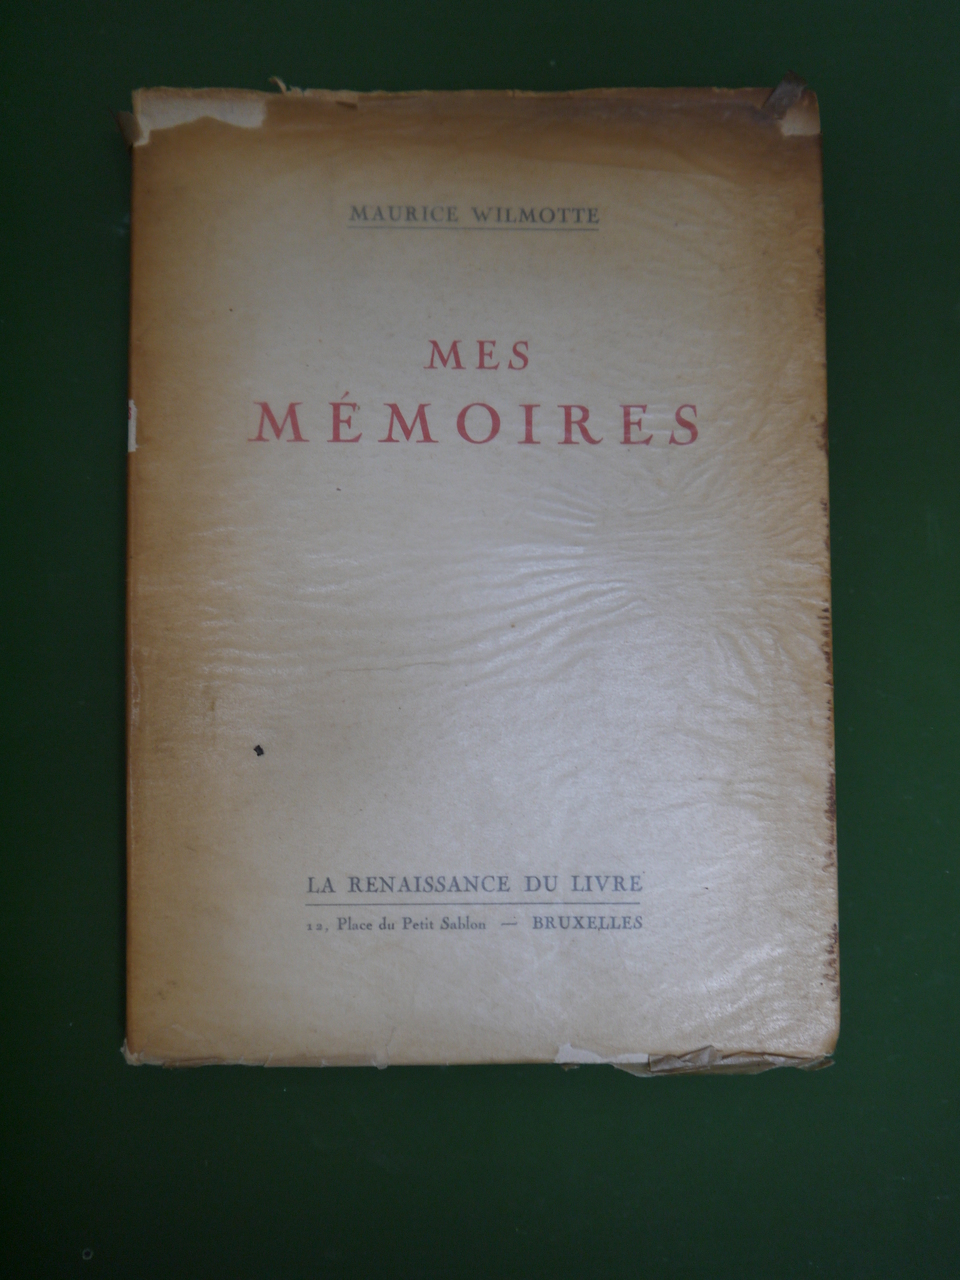 MAURICE WILMOTTE
MES
MÉMOIRES
LA RENAISSANCE DU LIVRE
12, Place du Petit Sablon — BRUXELLES